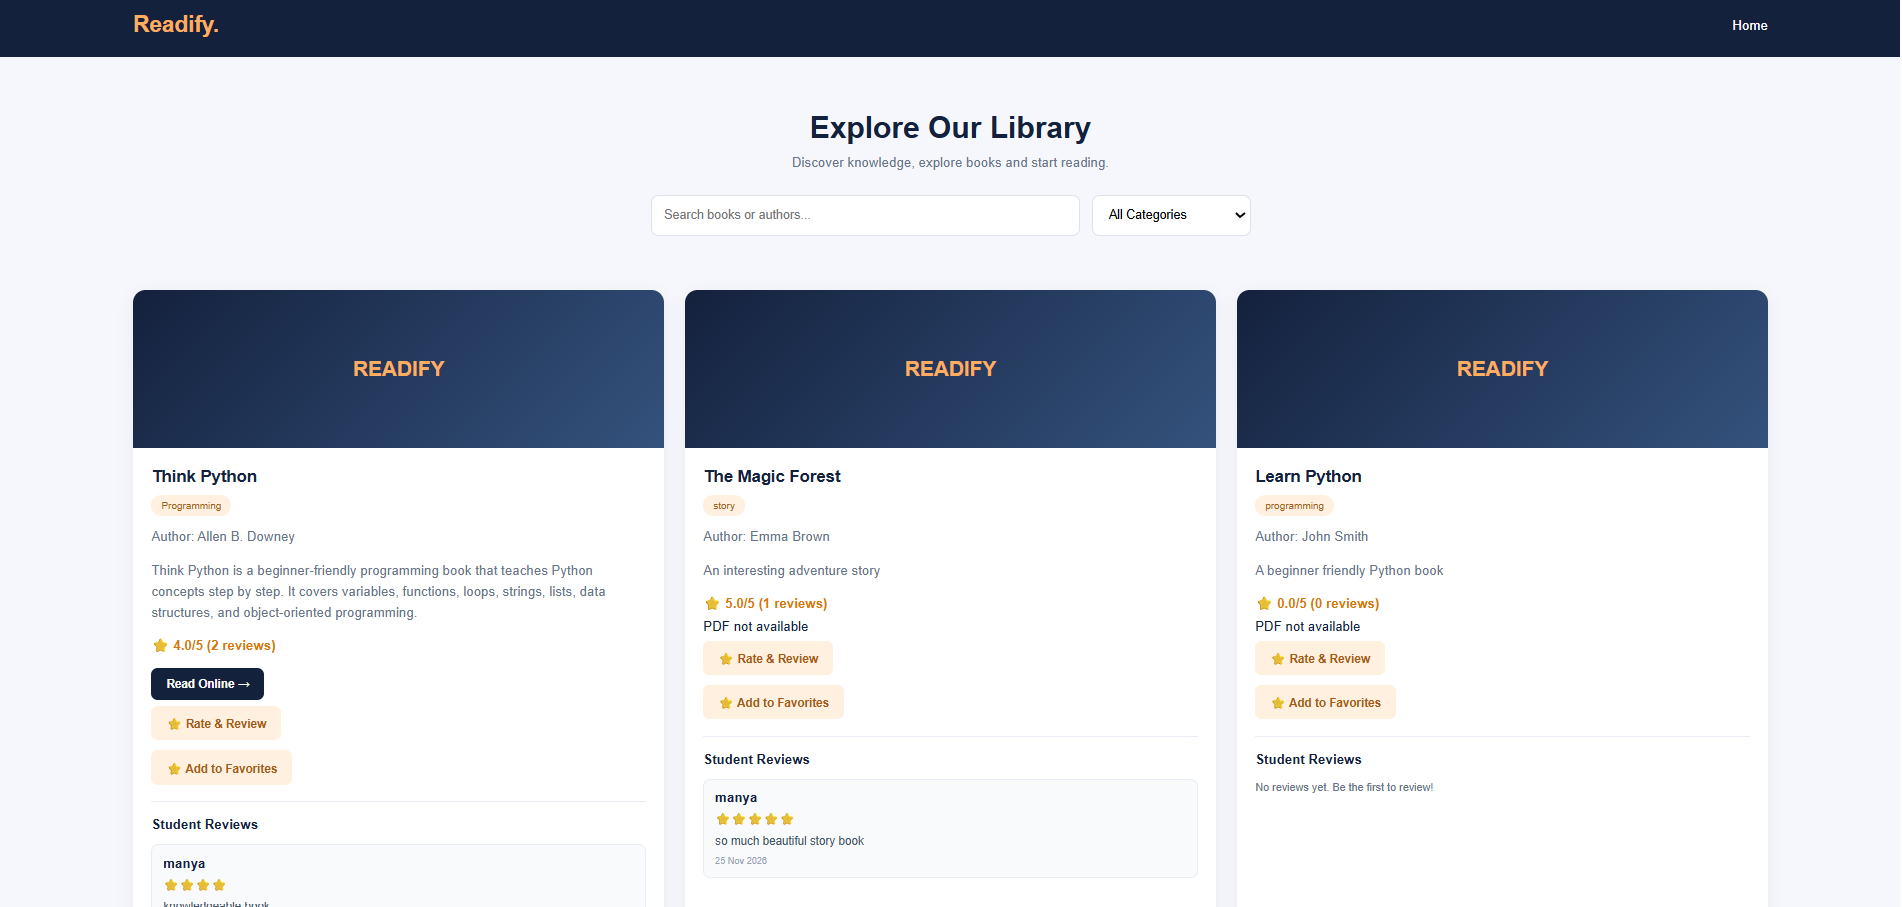 Readify.
Home
Explore Our Library
Discover knowledge, explore books and start reading.
Search books or authors...
All Categories
READIFY
Think Python
Programming
Author: Allen B. Downey
Think Python is a beginner-friendly programming book that teaches Python
concepts step by step. It covers variables, functions, loops, strings, lists, data
structures, and object-oriented programming.
4.0/5 (2 reviews)
Read Online →
Rate & Review
Add to Favorites
Student Reviews
manya
knowledgeable book
READIFY
The Magic Forest
story
Author: Emma Brown
An interesting adventure story
5.0/5 (1 reviews)
PDF not available
Rate & Review
Add to Favorites
Student Reviews
manya
so much beautiful story book
25 Nov 2026
READIFY
Learn Python
programming
Author: John Smith
A beginner friendly Python book
0.0/5 (0 reviews)
PDF not available
Rate & Review
Add to Favorites
Student Reviews
No reviews yet. Be the first to review!